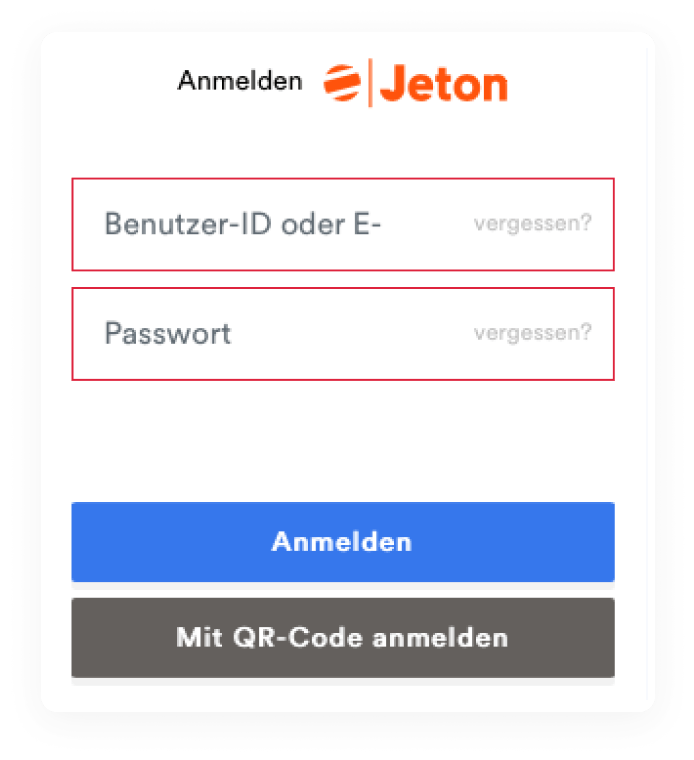 Anmelden Jeton
Benutzer-ID oder E- vergessen?
Passwort vergessen?
Anmelden
Mit QR-Code anmelden